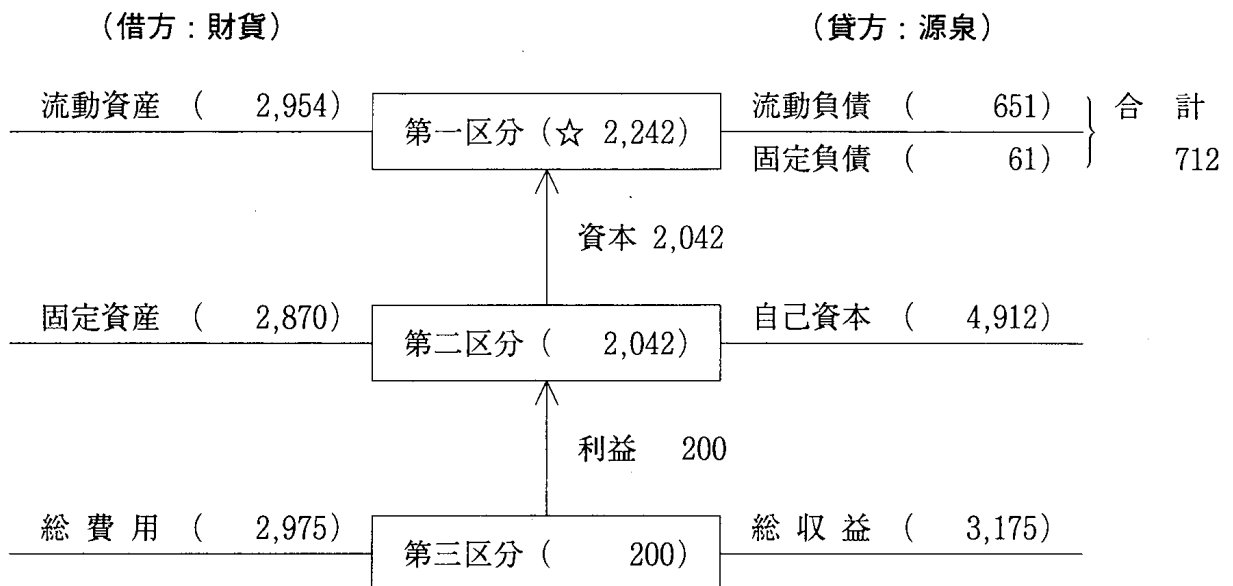 （借方：財貨） （貸方：源泉）
流動資産 （ 2,954） 第一区分（☆ 2,242） 流動負債 （ 651） 合 計
固定負債 （ 61） 712
資本 2,042
固定資産 （ 2,870） 第二区分（ 2,042） 自己資本 （ 4,912）
利益 200
総 費 用 （ 2,975） 第三区分（ 200） 総 収 益 （ 3,175）